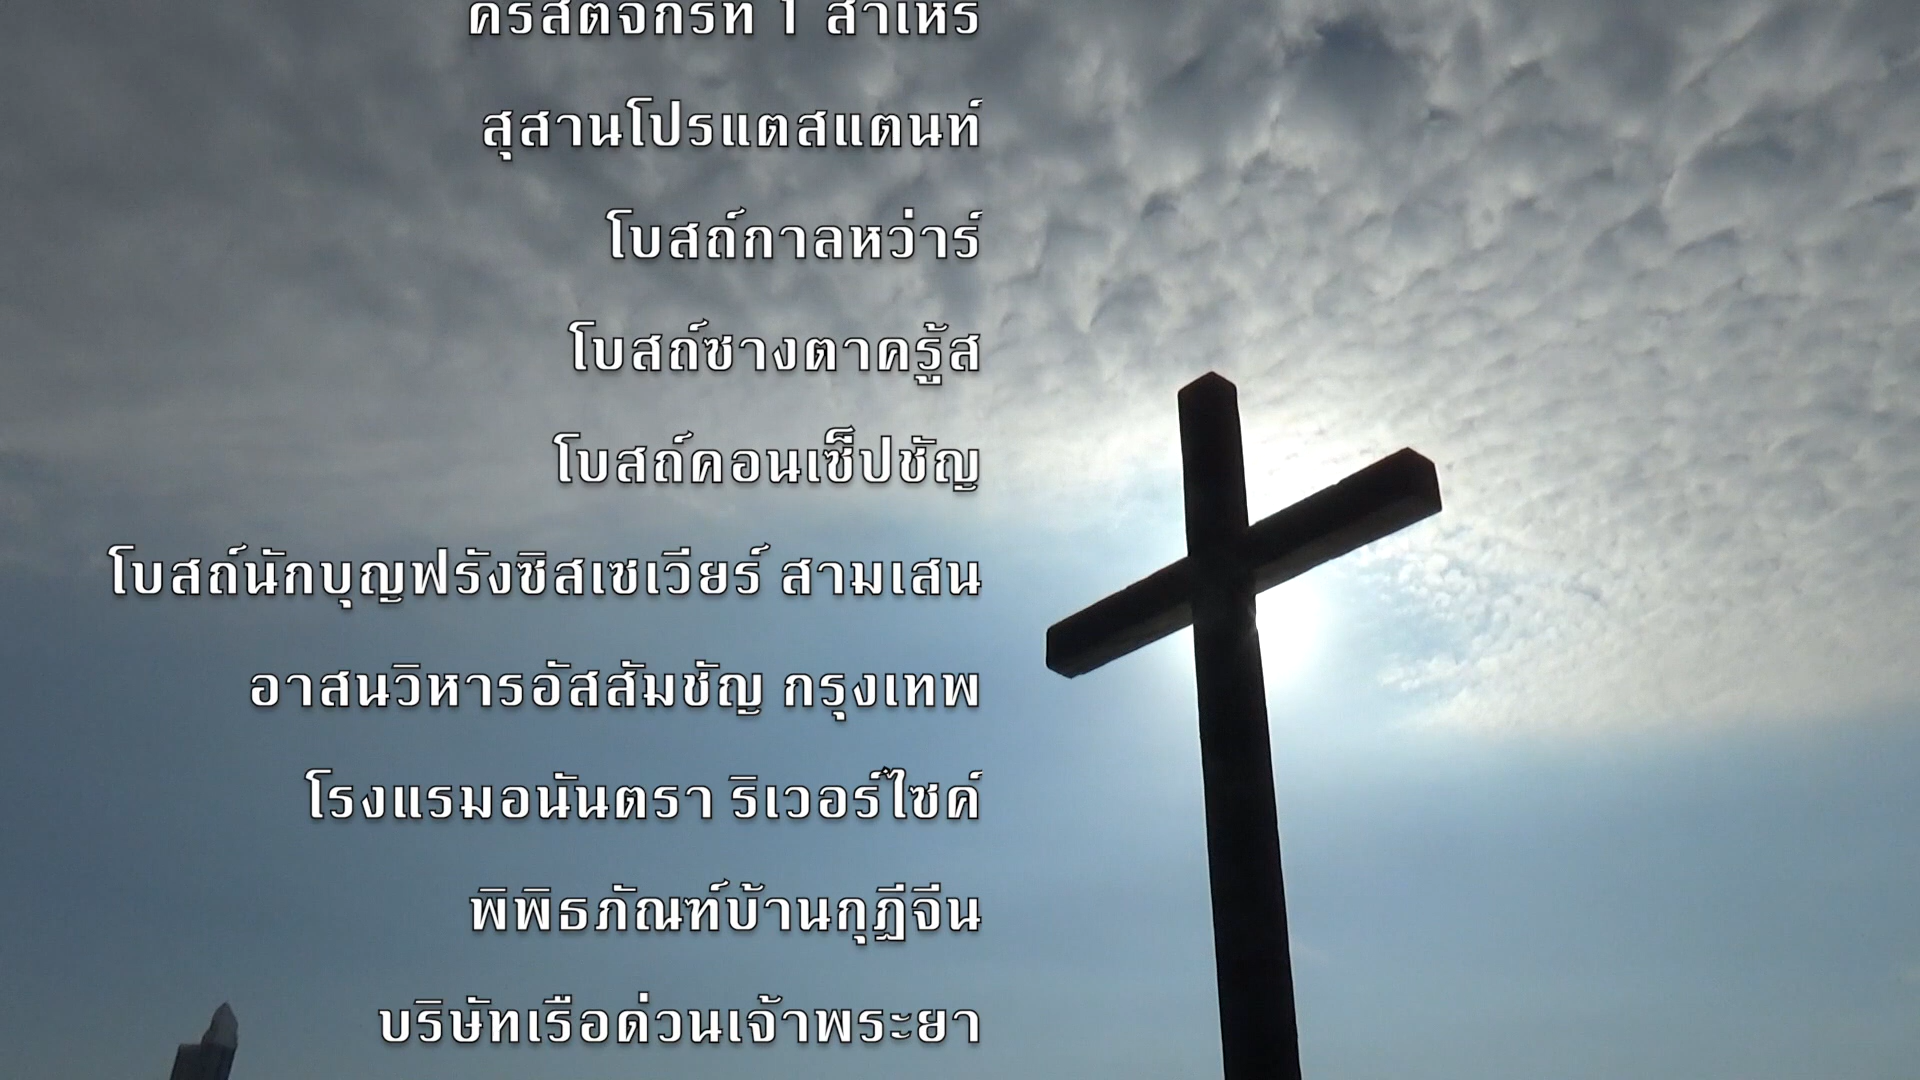 คริสตจักรที่ 1 สำเหร่
สุสานโปรแตสแตนท์
โบสถ์กาลหว่าร์
โบสถ์ซางตาครู้ส
โบสถ์คอนเซ็ปชัญ
โบสถ์นักบุญฟรังซิสเซเวียร์ สามเสน
อาสนวิหารอัสสัมชัญ กรุงเทพ
โรงแรมอนันตรา ริเวอร์ไซค์
พิพิธภัณฑ์บ้านกุฎีจีน
บริษัทเรือด่วนเจ้าพระยา